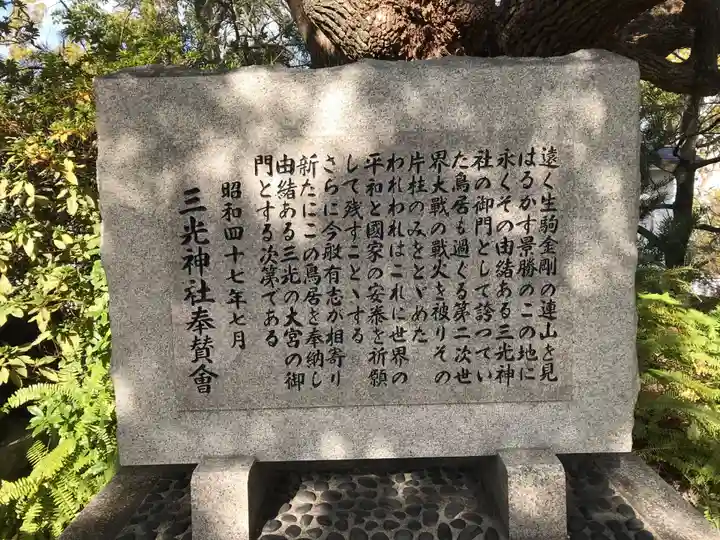 遠く生駒金剛の連山を見
はるかす景勝のこの地に
永くその由緒ある三光神
社の御門として誇つてい
た鳥居も過ぐる第二次世
界大戦の戦火を被りその
片柱のみをとゞめた
われわれはこれに世界の
平和と國家の安泰を祈願
して残すことゝする
さらに今敢有志が相寄り
新たにこの鳥居を奉納し
由緒ある三光の大宮の御
門とする次第である
昭和四十七年七月
三光神社奉賛會